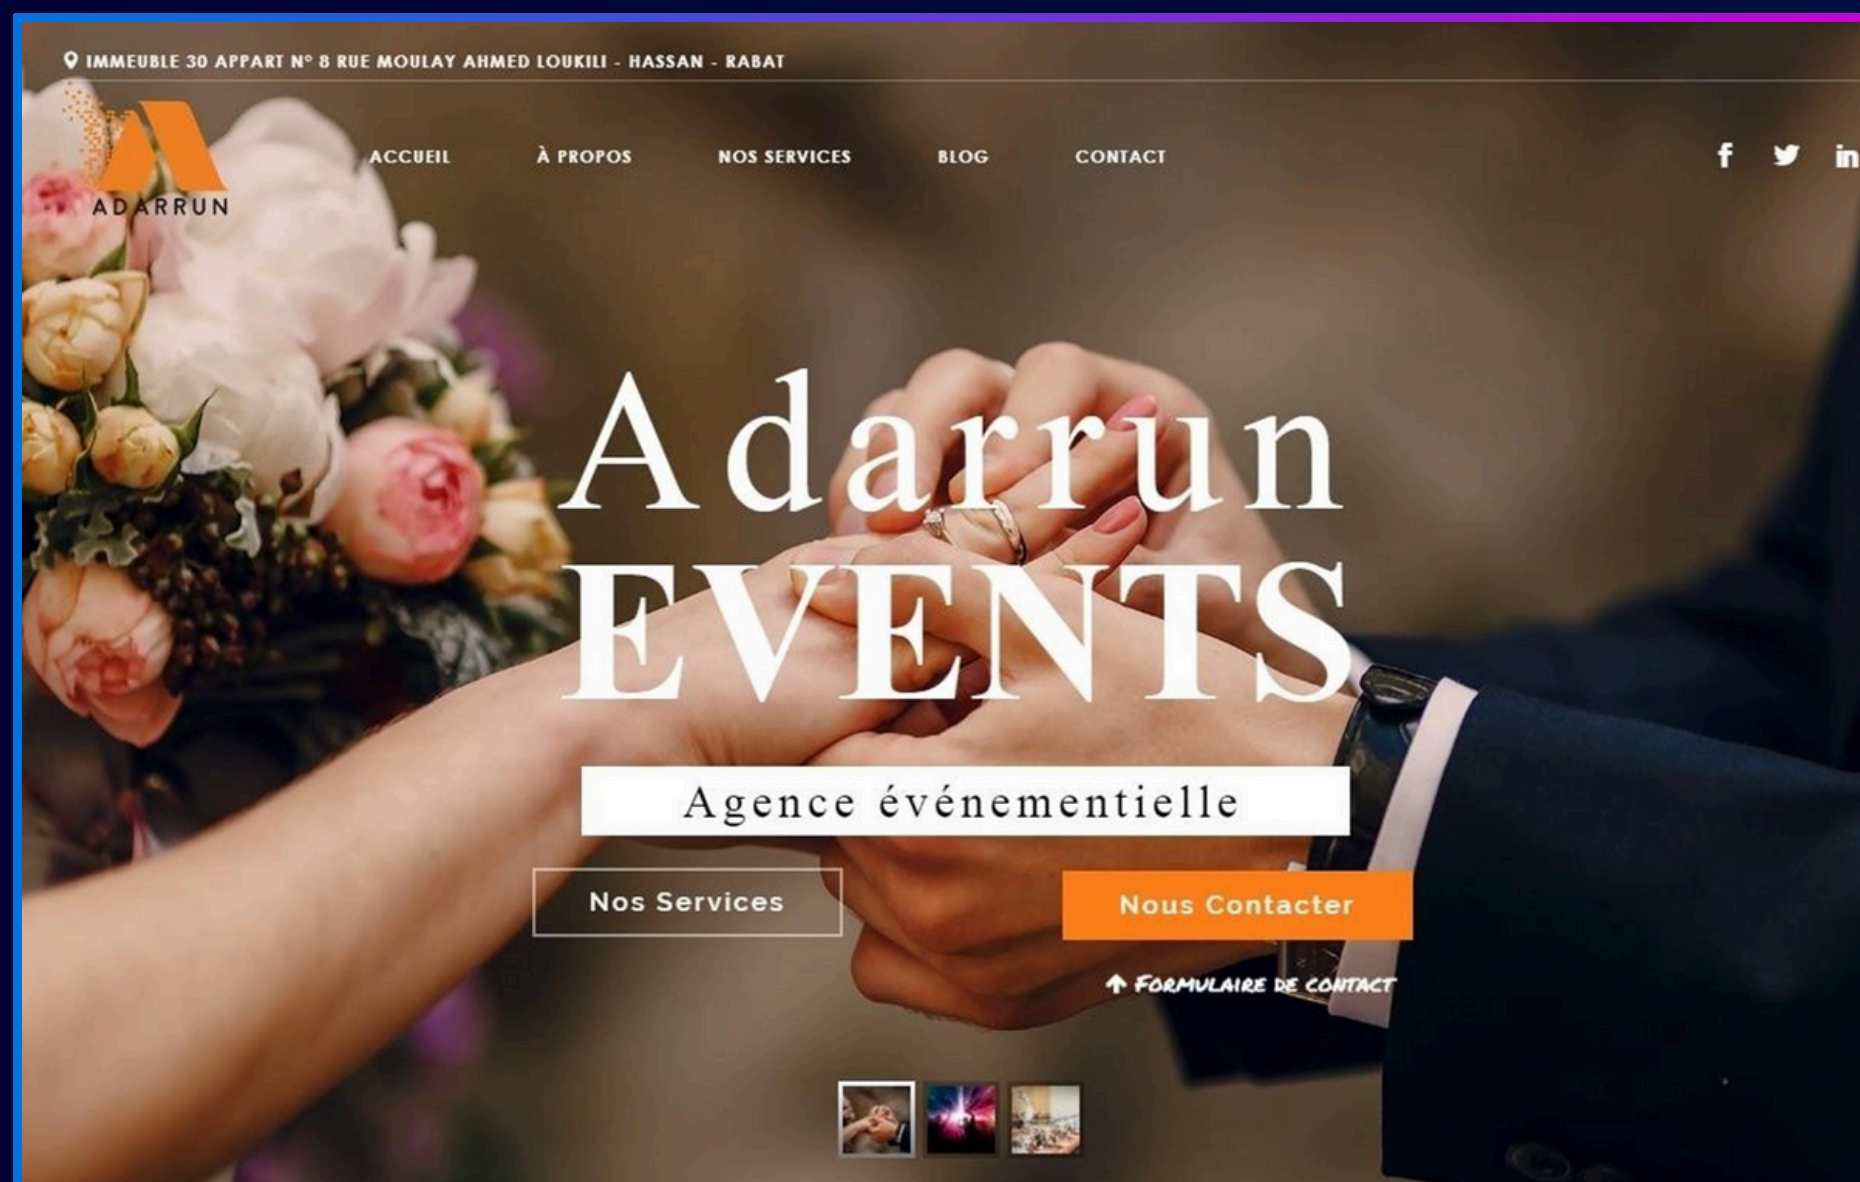 IMMEUBLE 30 APPART N° 8 RUE MOULAY AHMED LOUKILI - HASSAN - RABAT
ADARRUN
ACCUEIL À PROPOS NOS SERVICES BLOG CONTACT
Adarrun
EVENTS
Agence événementielle
Nos Services
Nous Contacter
FORMULAIRE DE CONTACT